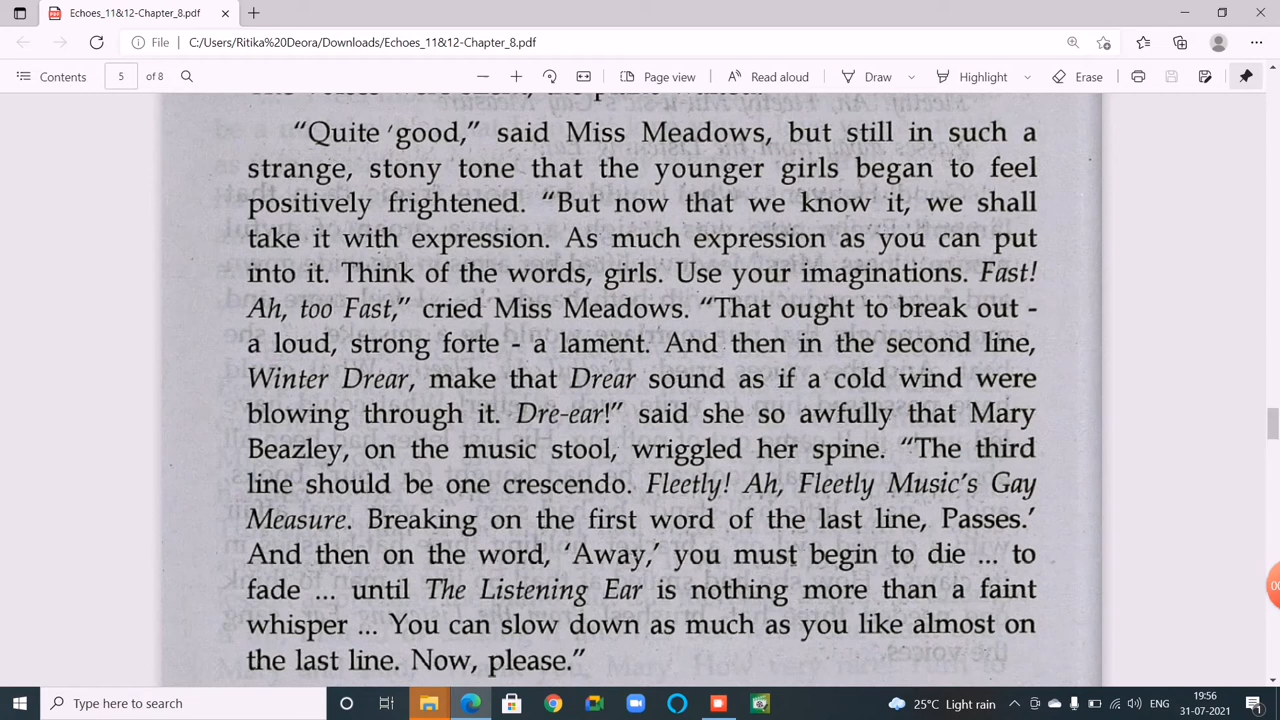 Echoes_11&12-Chapter_8.pdf
File C:/Users/Ritika%20Deora/Downloads/Echoes_11&12-Chapter_8.pdf
Contents 5 of 8 Page view Read aloud Draw Highlight Erase
"Quite 'good," said Miss Meadows, but still in such a
strange, stony tone that the younger girls began to feel
positively frightened. "But now that we know it, we shall
take it with expression. As much expression as you can put
into it. Think of the words, girls. Use your imaginations. Fast!
Ah, too Fast," cried Miss Meadows. "That ought to break out -
a loud, strong forte - a lament. And then in the second line,
Winter Drear, make that Drear sound as if a cold wind were
blowing through it. Dre-ear!" said she so awfully that Mary
Beazley, on the music stool, wriggled her spine. "The third
line should be one crescendo. Fleetly! Ah, Fleetly Music's Gay
Measure. Breaking on the first word of the last line, Passes.'
And then on the word, 'Away,' you must begin to die ... to
fade ... until The Listening Ear is nothing more than a faint
whisper ... You can slow down as much as you like almost on
the last line. Now, please."
Type here to search
25°C Light rain
19:56
31-07-2021